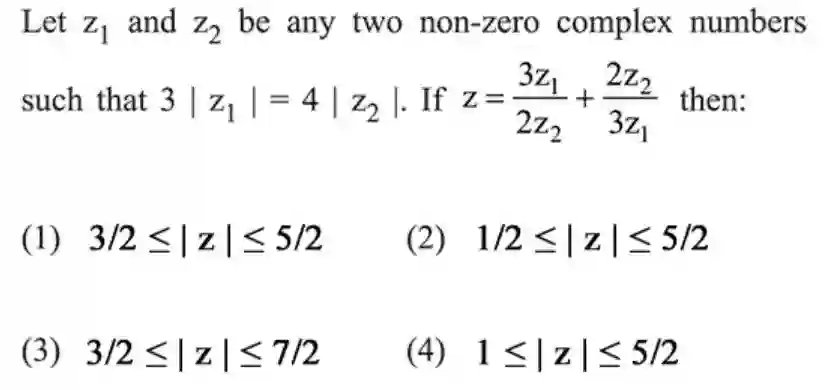 Let z₁ and z₂ be any two non-zero complex numbers
such that 3 | z₁ | = 4 | z₂ |. If z = 3z₁/2z₂ + 2z₂/3z₁ then:
(1) 3/2 ≤ | z | ≤ 5/2 (2) 1/2 ≤ | z | ≤ 5/2
(3) 3/2 ≤ | z | ≤ 7/2 (4) 1 ≤ | z | ≤ 5/2